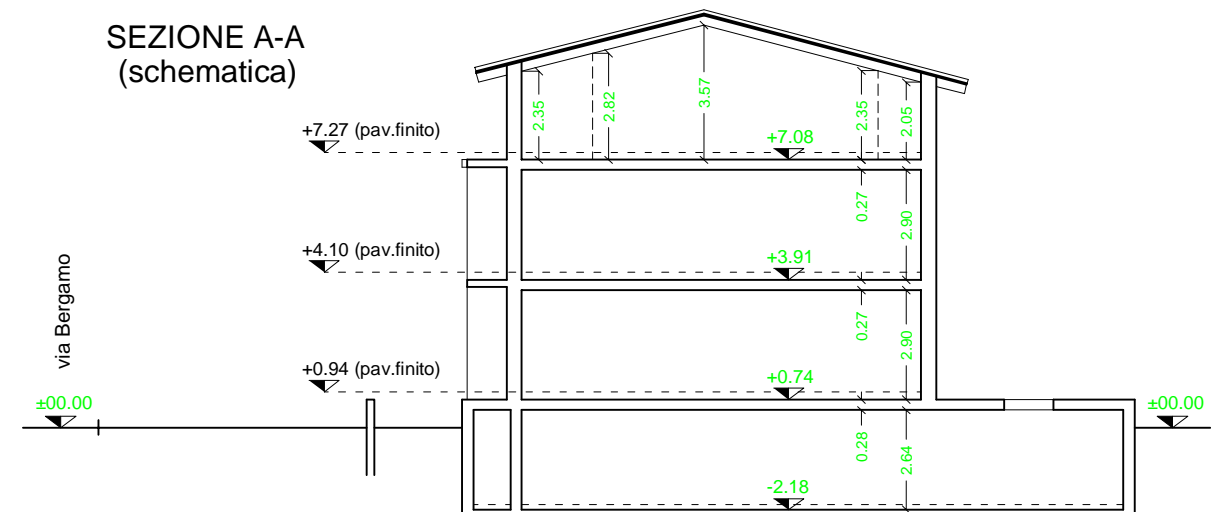 SEZIONE A-A
(schematica)
2.35
2.82
3.57
2.35
2.05
+7.27 (pav.finito)
+7.08
0.27
2.90
+4.10 (pav.finito)
+3.91
via Bergamo
0.27
2.90
+0.94 (pav.finito)
+0.74
±00.00
±00.00
0.28
2.64
-2.18